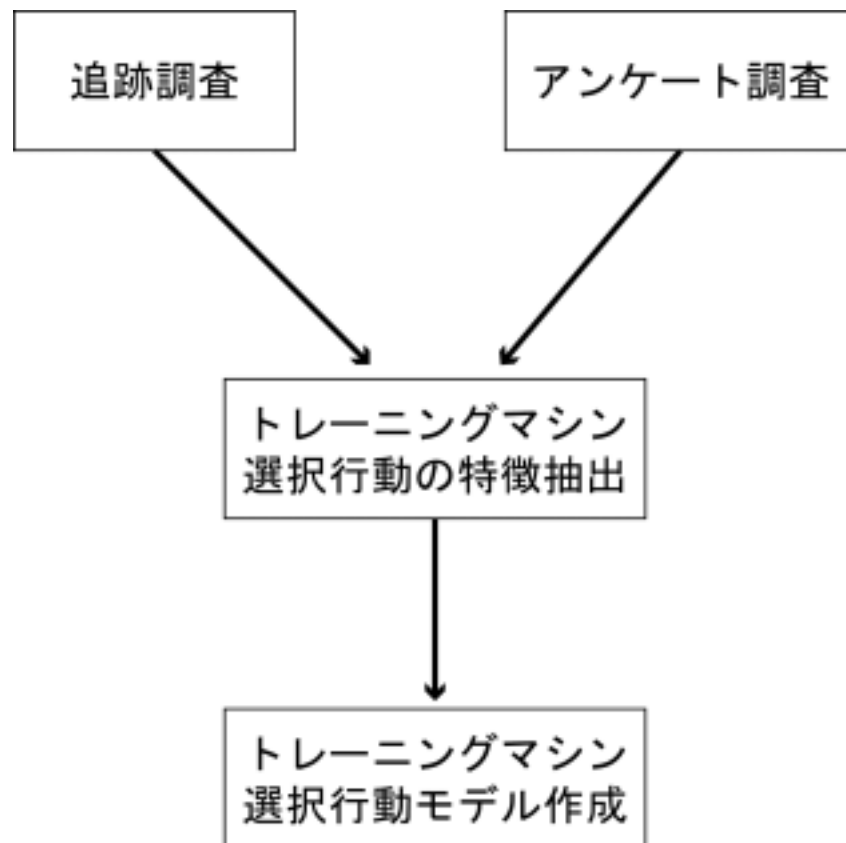 追跡調査
アンケート調査
トレーニングマシン
選択行動の特徴抽出
トレーニングマシン
選択行動モデル作成